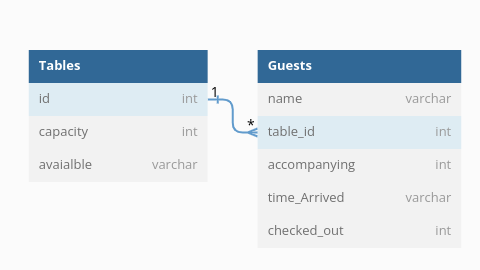 Tables
id int
capacity int
avaialble varchar
1
*
Guests
name varchar
table_id int
accompanying int
time_Arrived varchar
checked_out int